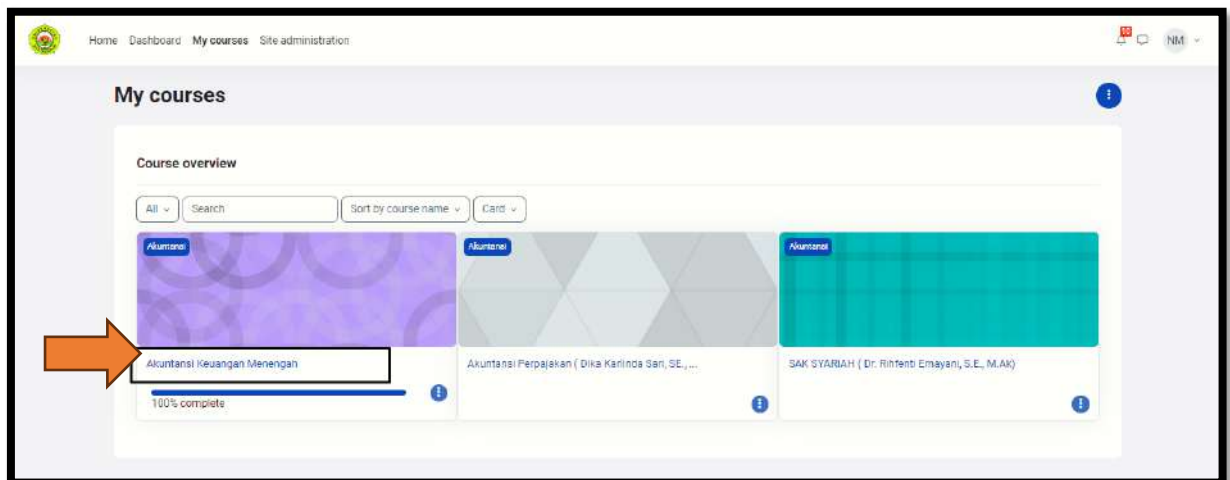 Home Dashboard My courses Site administration
10
NM
My courses
Course overview
All Search Sort by course name Card
Akuntansi Akuntansi Akuntansi
Akuntansi Keuangan Menengah Akuntansi Perpajakan ( Dika Karlinda Sari, SE., ... SAK SYARIAH ( Dr. Rihfenti Ernayani, S.E., M.AK)
100% complete